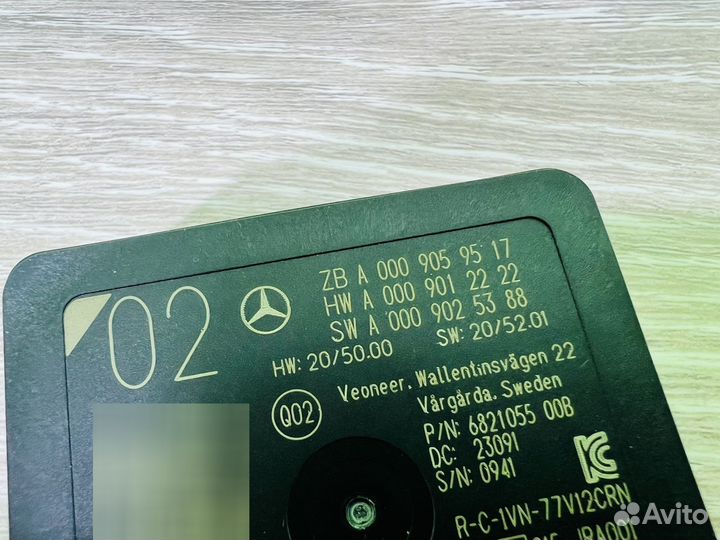 02
ZB A 000 905 95 17
HW A 000 901 22 22
SW A 000 902 53 88
HW: 20/50.00 SW: 20/52.01
Q02
Veoneer, Wallentinsvägen 22
Vårgårda, Sweden
P/N: 6821055 00B
DC: 23091
S/N: 0941
R-C-1VN-77V12CRN
Avito